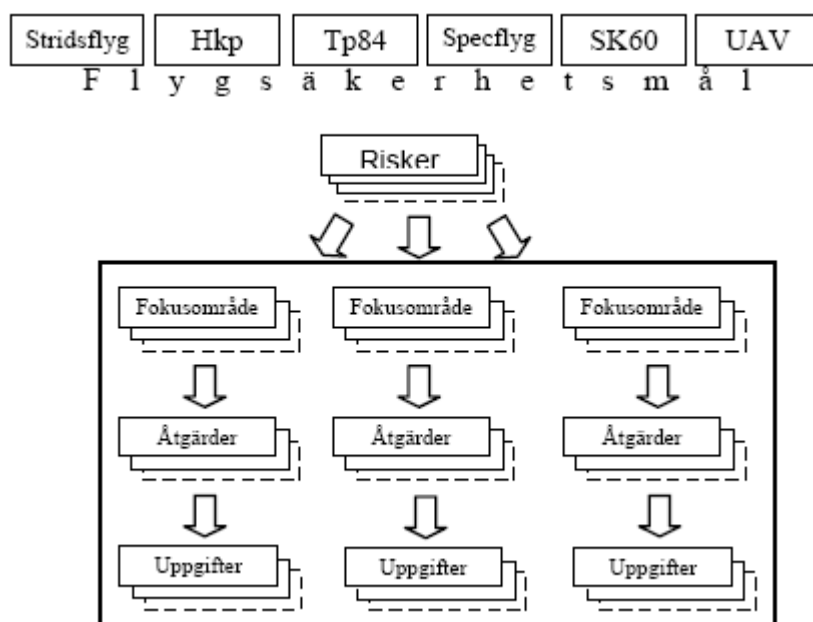 Stridsflyg Hkp Tp84 Specflyg SK60 UAV
F l y g s ä k e r h e t s m å l
Risker
Fokusområde Fokusområde Fokusområde
Åtgärder Åtgärder Åtgärder
Uppgifter Uppgifter Uppgifter